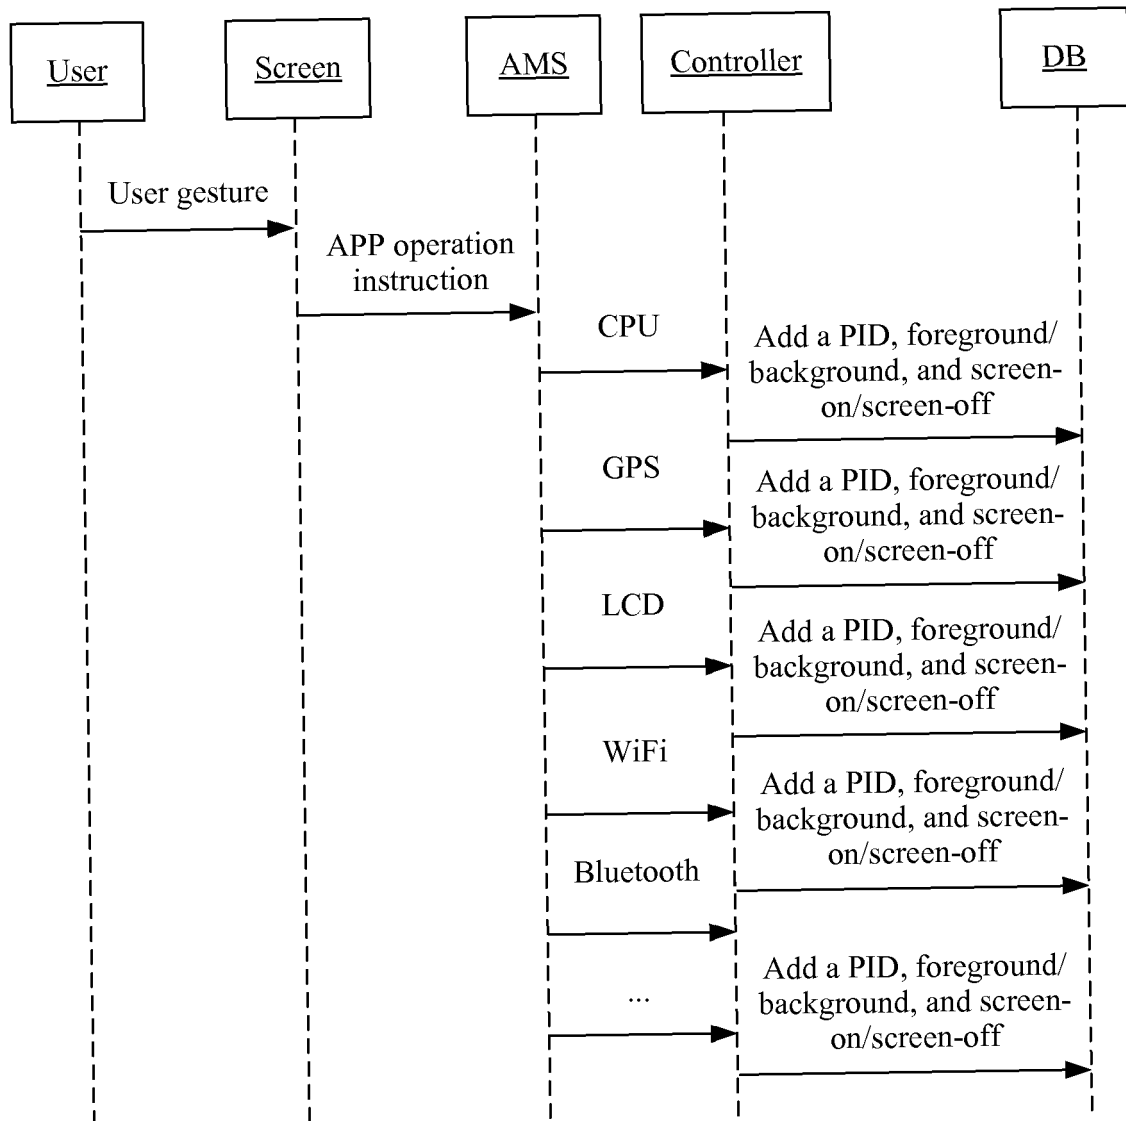 User
Screen
AMS
Controller
DB
User gesture
APP operation
instruction
CPU
Add a PID, foreground/
background, and screen-
on/screen-off
GPS
Add a PID, foreground/
background, and screen-
on/screen-off
LCD
Add a PID, foreground/
background, and screen-
on/screen-off
WiFi
Add a PID, foreground/
background, and screen-
on/screen-off
Bluetooth
...
Add a PID, foreground/
background, and screen-
on/screen-off